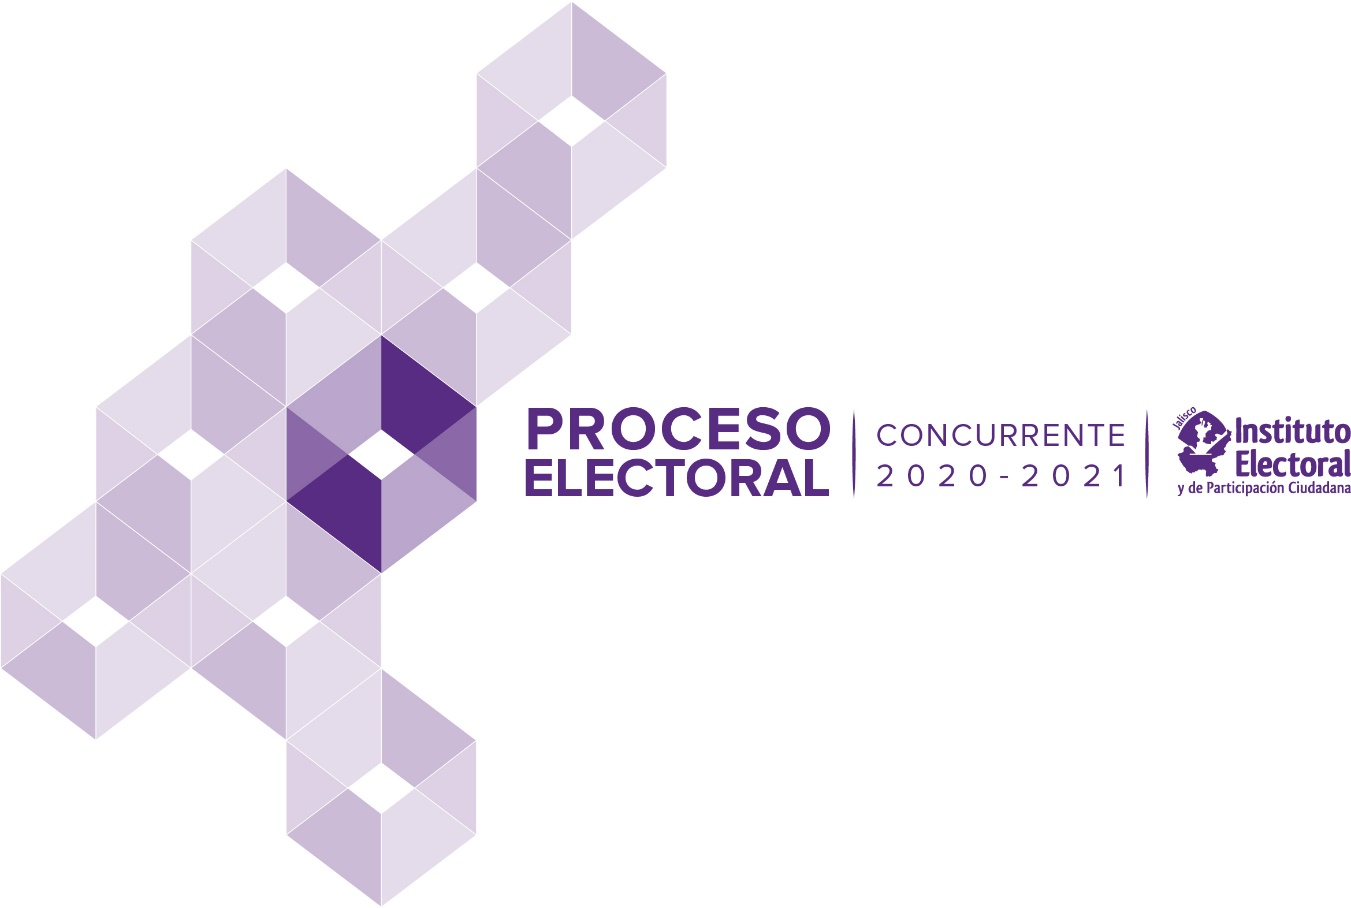 PROCESO
ELECTORAL
CONCURRENTE
2020-2021
Jalisco
Instituto
Electoral
y de Participación Ciudadana